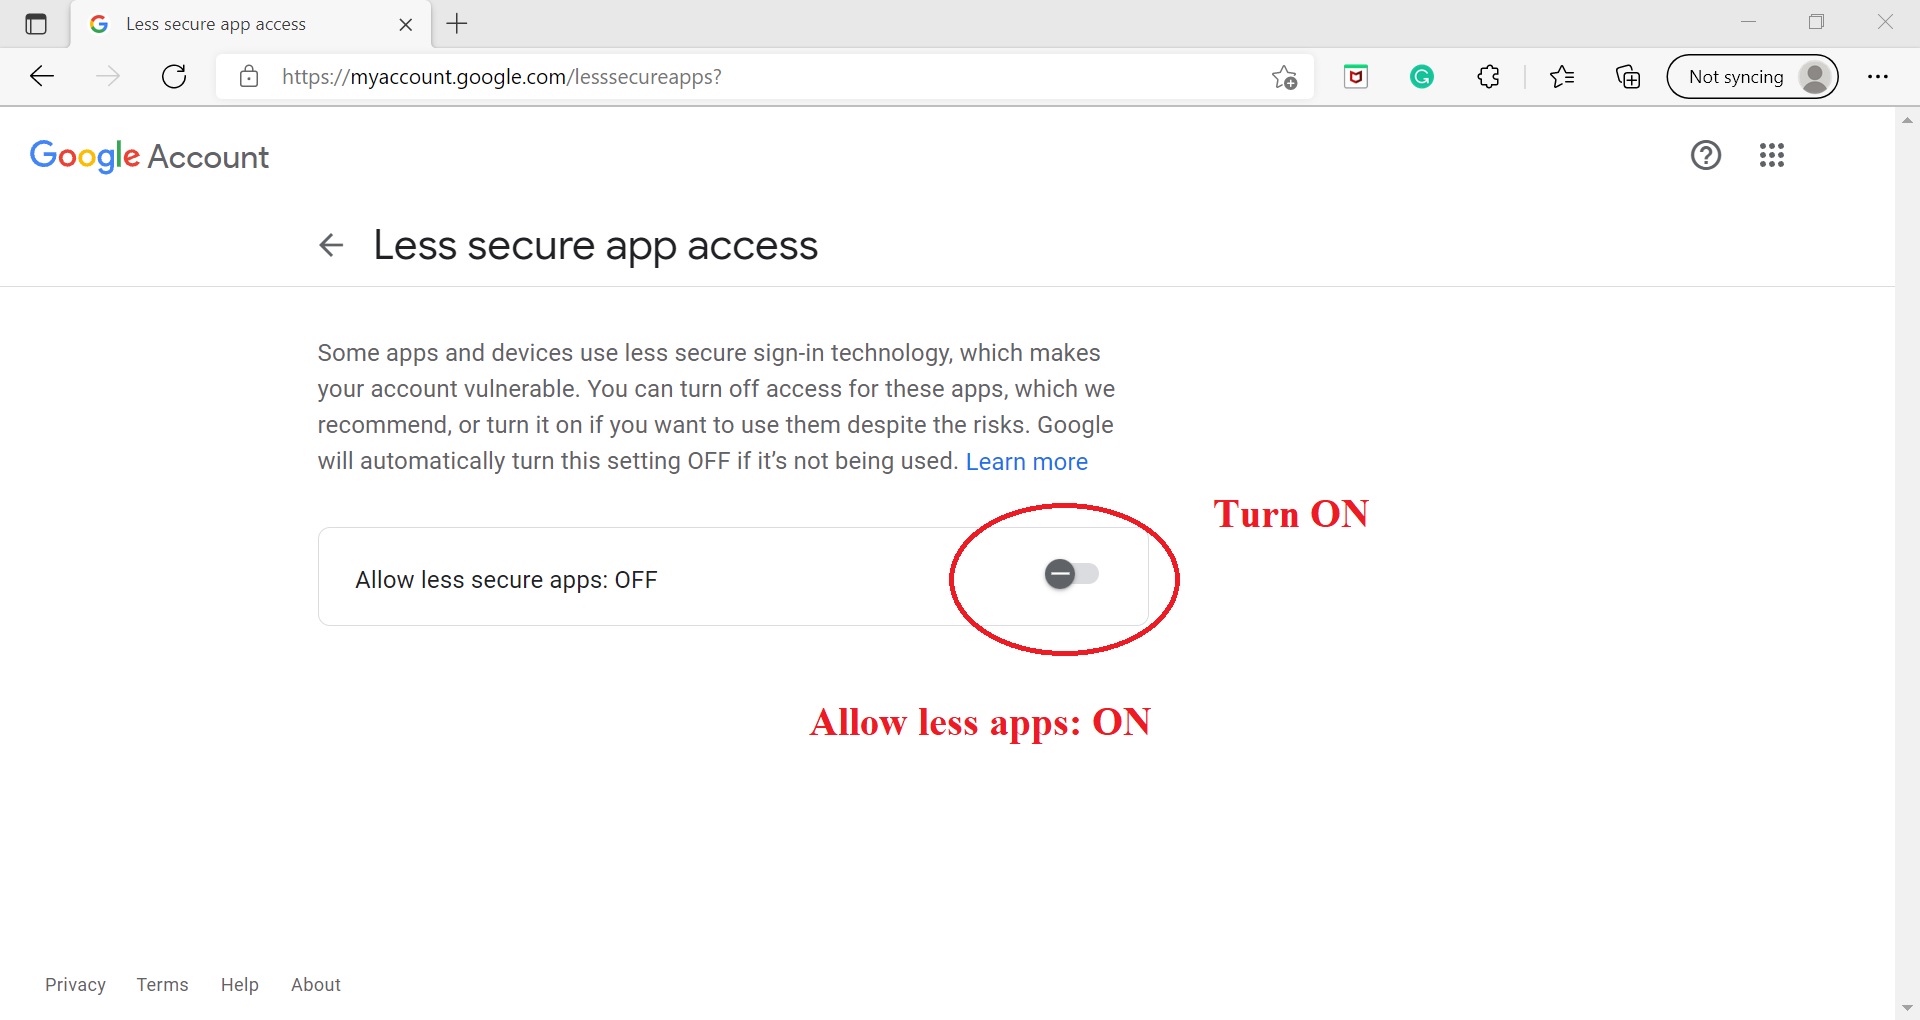 Less secure app access
https://myaccount.google.com/lesssecureapps?
Not syncing
Google Account
Less secure app access
Some apps and devices use less secure sign-in technology, which makes
your account vulnerable. You can turn off access for these apps, which we
recommend, or turn it on if you want to use them despite the risks. Google
will automatically turn this setting OFF if it's not being used. Learn more
Turn ON
Allow less secure apps: OFF
Allow less apps: ON
Privacy Terms Help About